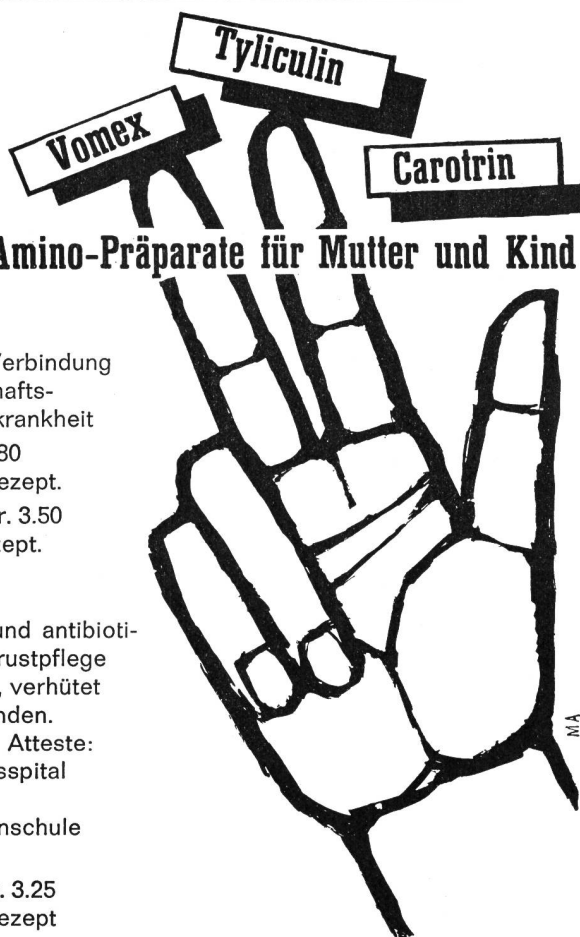 Tyliculin
Vomex
Carotrin
Amino-Präparate für Mutter und Kind
Verbindung
hafts-
krankheit
80
ezept.
r. 3.50
ept.
und antibioti-
rustpflege
, verhütet
nden.
Atteste:
sspital
nschule
. 3.25
ezept
MA